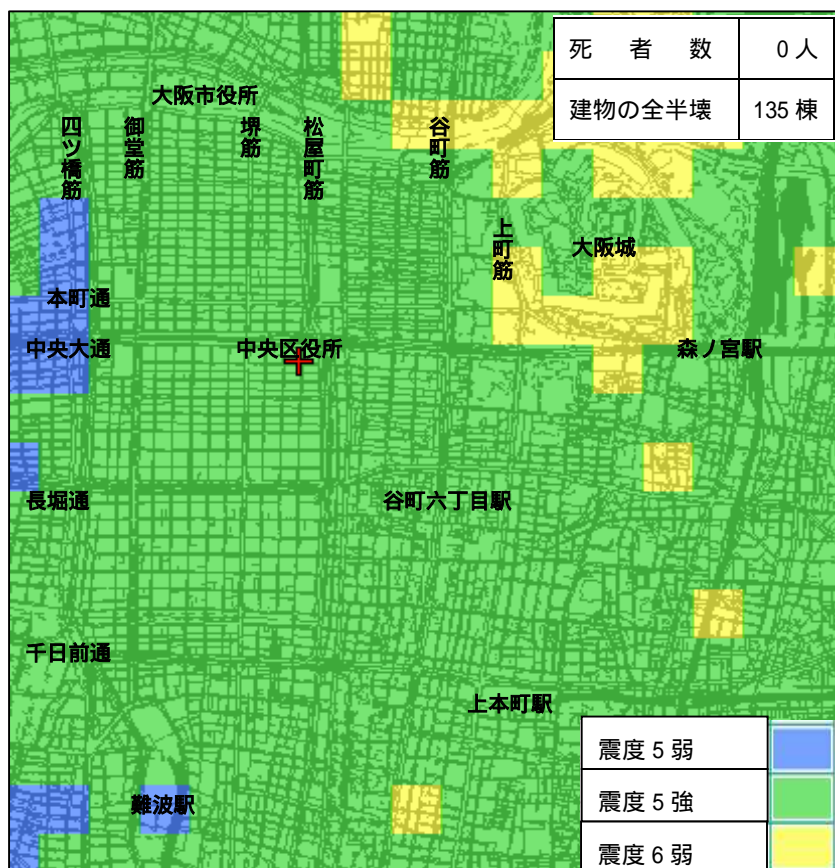 死者数 0人
建物の全半壊 135棟
大阪市役所
四ツ橋筋
御堂筋
堺筋
松屋町筋
谷町筋
上町筋
大阪城
本町通
中央大通
中央区役所
森ノ宮駅
長堀通
谷町六丁目駅
千日前通
上本町駅
難波駅
震度5弱
震度5強
震度6弱